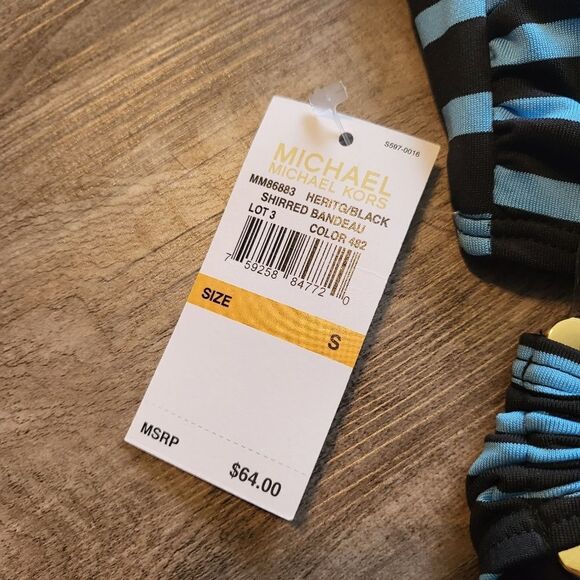 S597-0016
MICHAEL
MICHAEL KORS
MM86683 HERITG/BLACK
SHIRRED BANDEAU
LOT 3 COLOR 482
7 59258 84772 0
SIZE S
MSRP $64.00